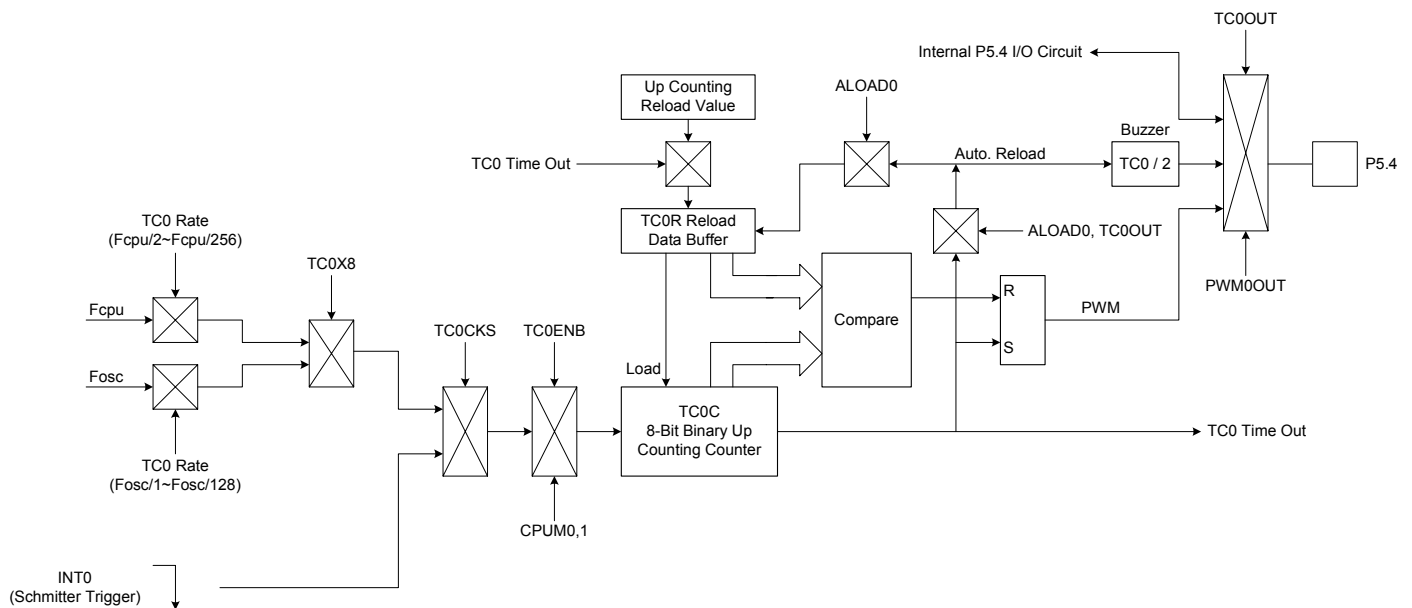 TC0OUT
Internal P5.4 I/O Circuit
Up Counting
Reload Value
ALOAD0
Buzzer
TC0 Time Out
Auto. Reload
TC0 / 2
P5.4
TC0 Rate
(Fcpu/2~Fcpu/256)
TC0R Reload
Data Buffer
ALOAD0, TC0OUT
TC0X8
PWM0OUT
Fcpu
R
PWM
Compare
TC0CKS
TC0ENB
S
Load
Fosc
TC0C
8-Bit Binary Up
Counting Counter
TC0 Time Out
TC0 Rate
(Fosc/1~Fosc/128)
CPUM0,1
INT0
(Schmitter Trigger)